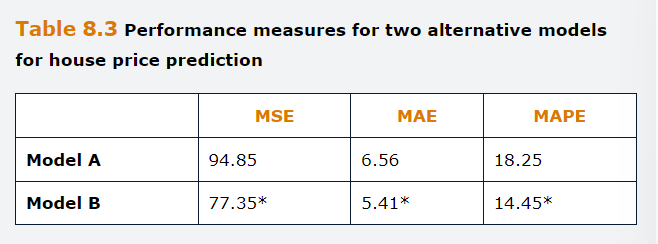 Table 8.3 Performance measures for two alternative models
for house price prediction
MSE MAE MAPE
Model A 94.85 6.56 18.25
Model B 77.35* 5.41* 14.45*